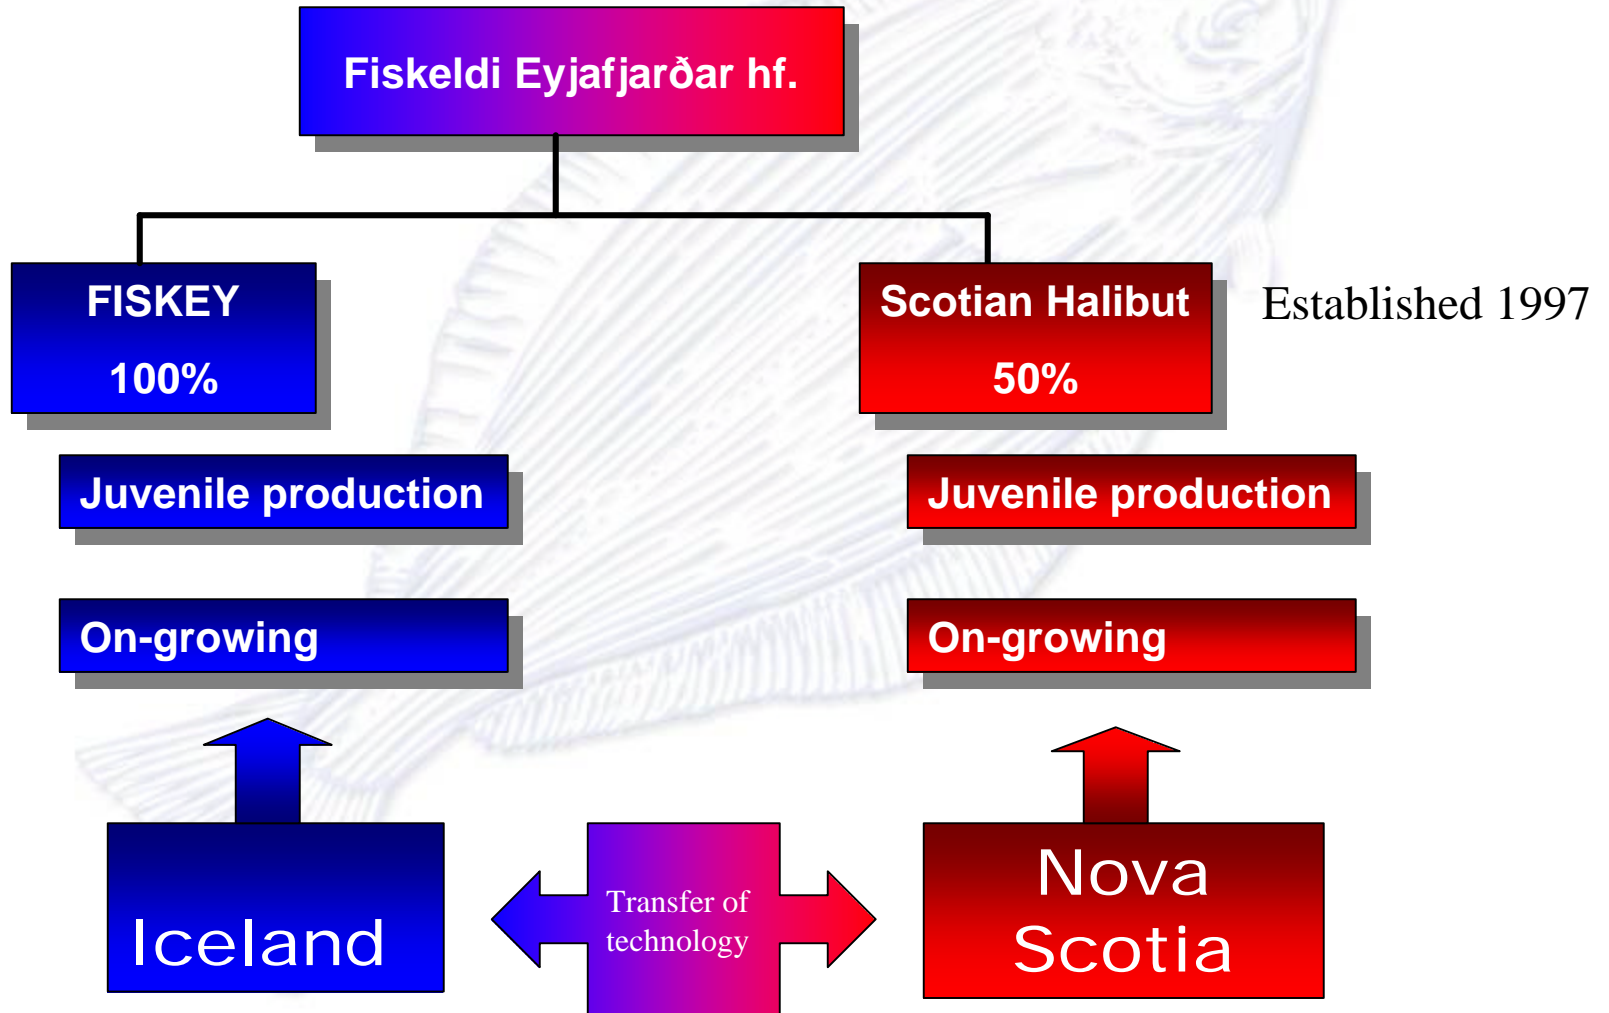 Fiskeldi Eyjafjarðar hf.
FISKEY
100%
Scotian Halibut
50%
Established 1997
Juvenile production
Juvenile production
On-growing
On-growing
Iceland
Transfer of
technology
Nova
Scotia